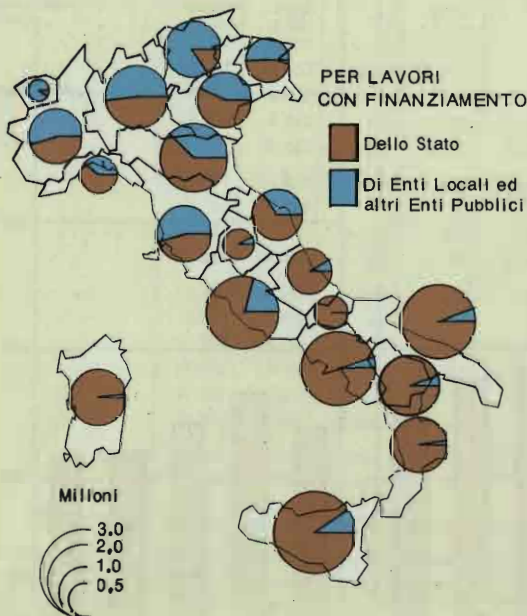 PER LAVORI
CON FINANZIAMENTO
Dello Stato
Di Enti Locali ed
altri Enti Pubblici
Milioni
3.0
2.0
1.0
0,5